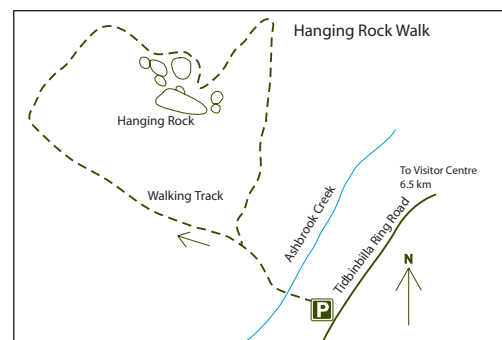 Hanging Rock Walk
Hanging Rock
To Visitor Centre
6.5 km
Walking Track
Ashbrook Creek
Tidbinbilla Ring Road
N
P